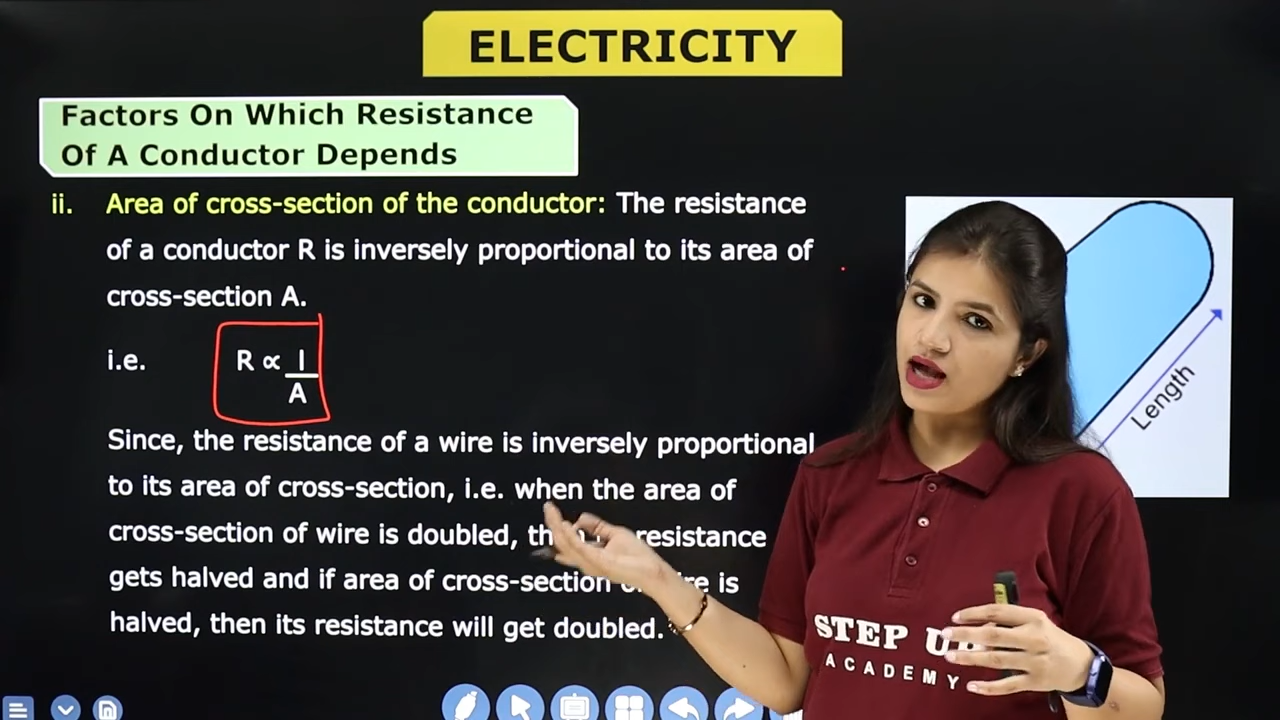 ELECTRICITY
Factors On Which Resistance
Of A Conductor Depends
ii. Area of cross-section of the conductor: The resistance
of a conductor R is inversely proportional to its area of
cross-section A.
i.e. R ∝ 1/A
Since, the resistance of a wire is inversely proportional
to its area of cross-section, i.e. when the area of
cross-section of wire is doubled, resistance
gets halved and if area of cross-section is
halved, then its resistance will get doubled.
Length
STEP UP
ACADEMY